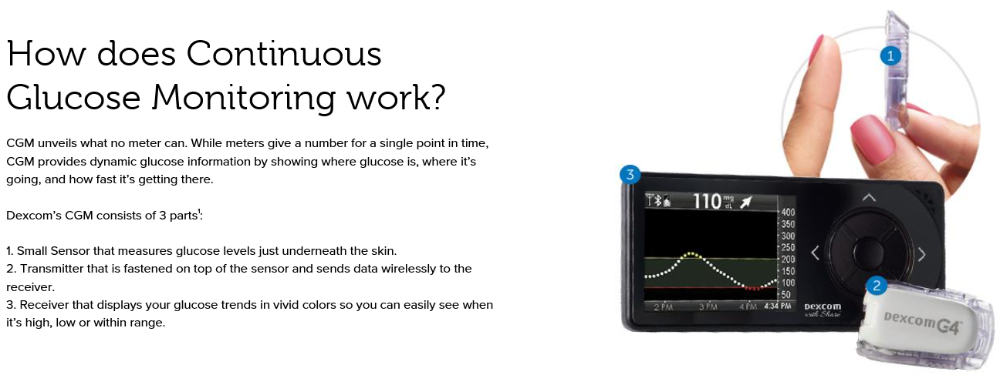 How does Continuous
Glucose Monitoring work?
CGM unveils what no meter can. While meters give a number for a single point in time,
CGM provides dynamic glucose information by showing where glucose is, where it's
going, and how fast it's getting there.
Dexcom's CGM consists of 3 parts¹:
1. Small Sensor that measures glucose levels just underneath the skin.
2. Transmitter that is fastened on top of the sensor and sends data wirelessly to the
receiver.
3. Receiver that displays your glucose trends in vivid colors so you can easily see when
it's high, low or within range.
1
3
110 mg/dL
400
350
300
250
200
150
100
50
2 PM 3 PM 4 PM 4:34 PM
Dexcom
with Share
2
Dexcom G4™